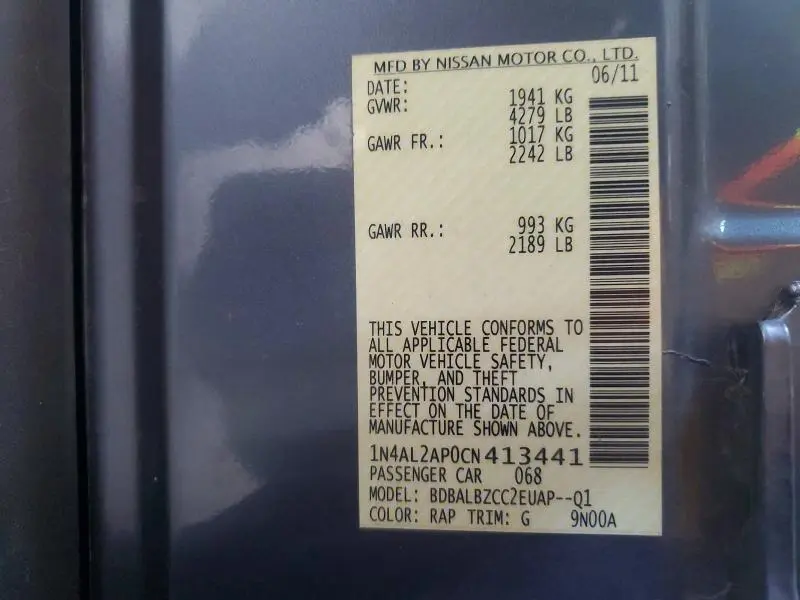 MFD BY NISSAN MOTOR CO., LTD.
DATE: 06/11
GVWR: 1941 KG
4279 LB
GAWR FR.: 1017 KG
2242 LB
GAWR RR.: 993 KG
2189 LB
THIS VEHICLE CONFORMS TO
ALL APPLICABLE FEDERAL
MOTOR VEHICLE SAFETY,
BUMPER, AND THEFT
PREVENTION STANDARDS IN
EFFECT ON THE DATE OF
MANUFACTURE SHOWN ABOVE.
1N4AL2AP0CN413441
PASSENGER CAR 068
MODEL: BDBALBZCC2EUAP--Q1
COLOR: RAP TRIM: G 9N00A